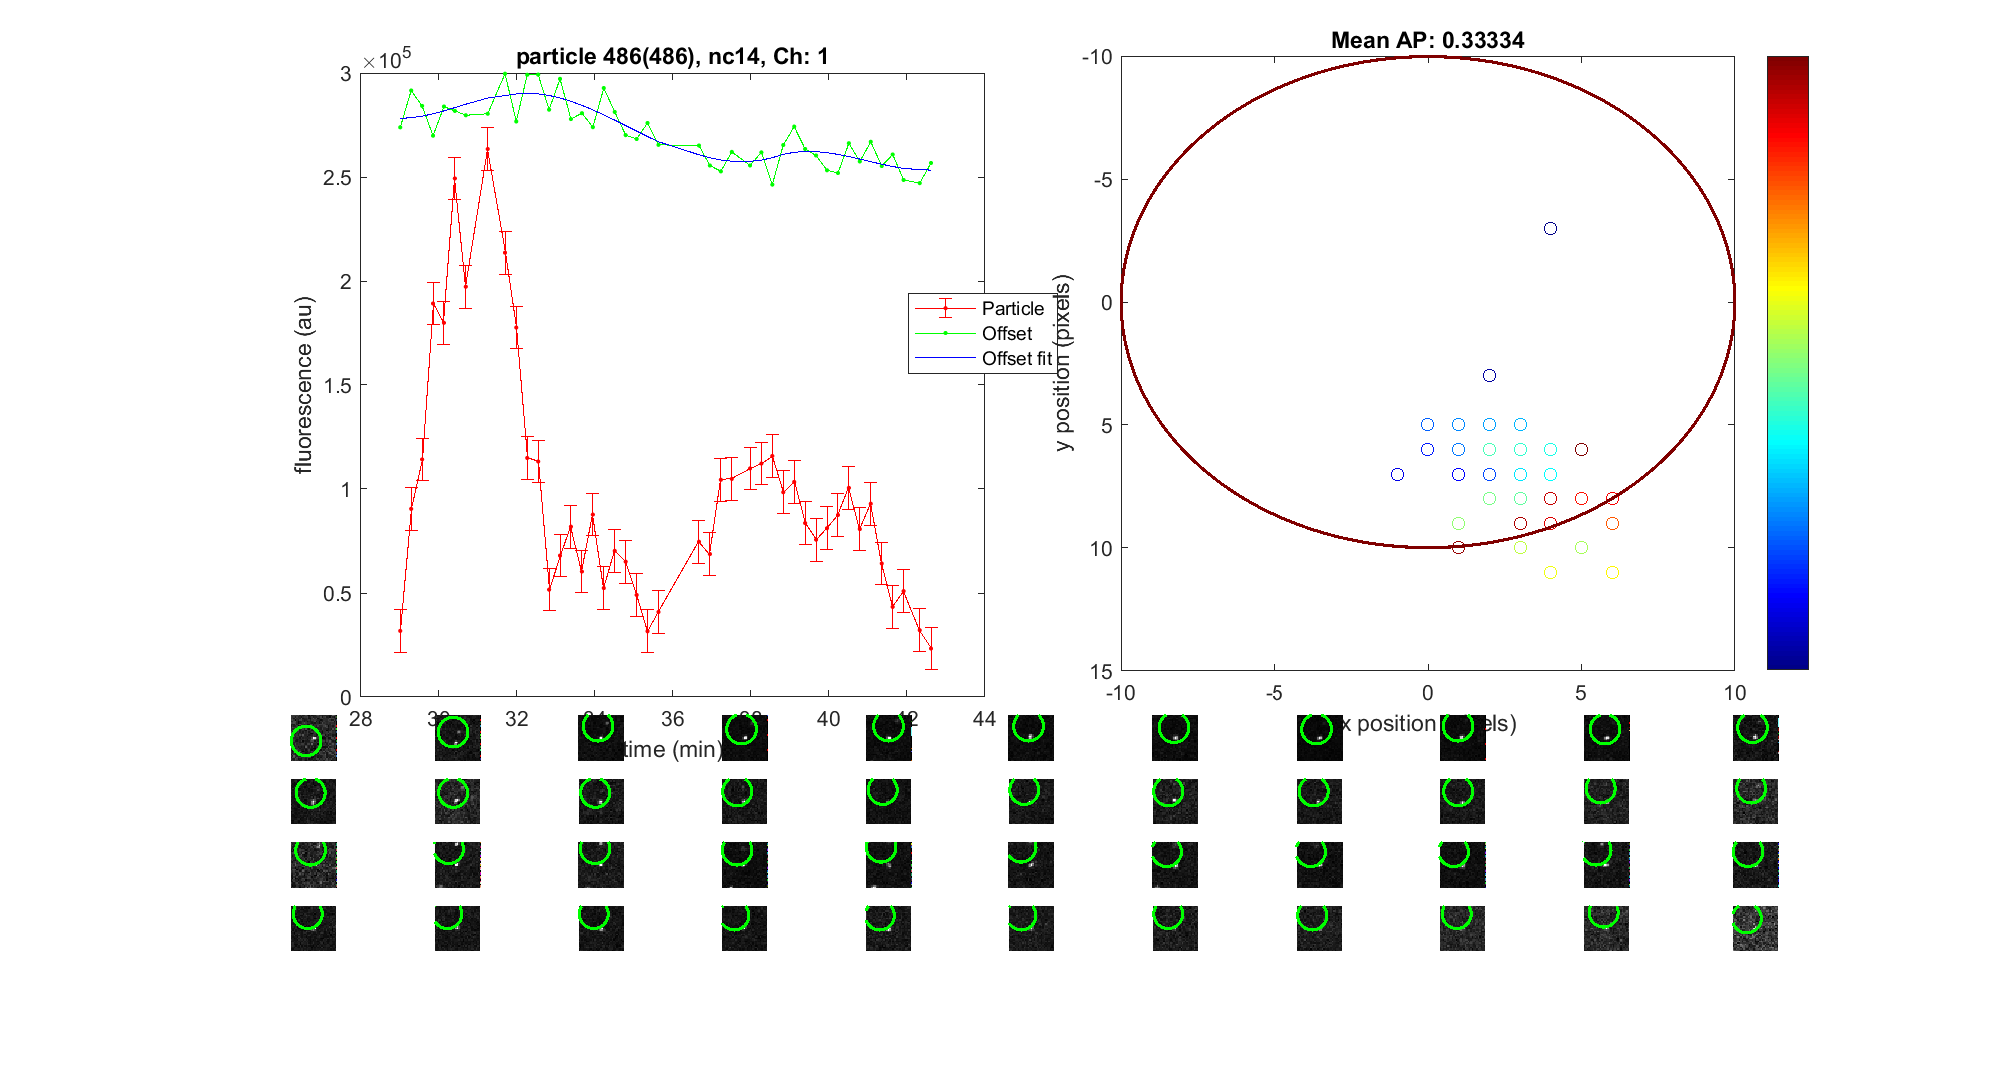 particle 486(486), nc14, Ch: 1
×10⁵
3
2.5
2
1.5
1
0.5
0
fluorescence (au)
Particle
Offset
Offset fit
28
32
36
40
44
time (min)
Mean AP: 0.33334
-10
-5
0
5
10
15
y position (pixels)
-10
-5
0
5
10
x position